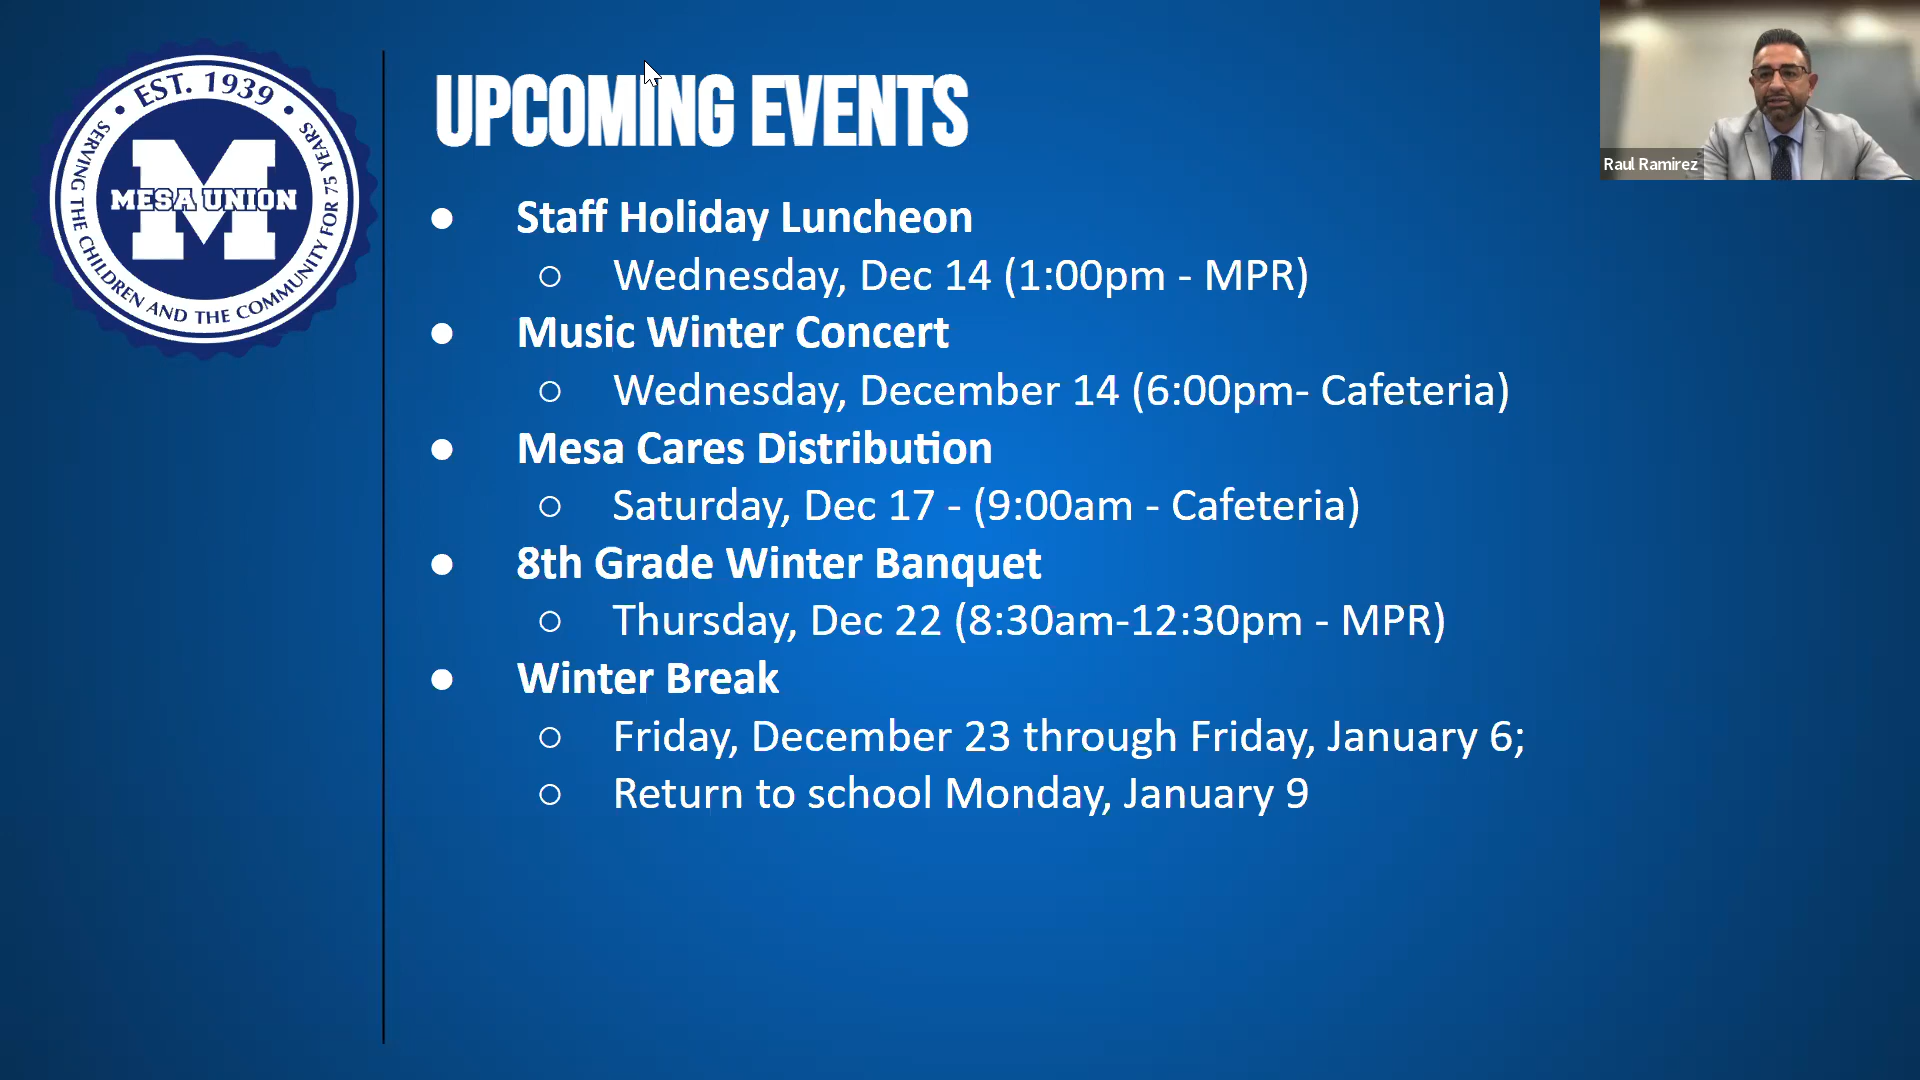 EST. 1939
SERVING THE CHILDREN AND THE COMMUNITY FOR 75 YEARS
MESA UNION
UPCOMING EVENTS
● Staff Holiday Luncheon
○ Wednesday, Dec 14 (1:00pm - MPR)
● Music Winter Concert
○ Wednesday, December 14 (6:00pm- Cafeteria)
● Mesa Cares Distribution
○ Saturday, Dec 17 - (9:00am - Cafeteria)
● 8th Grade Winter Banquet
○ Thursday, Dec 22 (8:30am-12:30pm - MPR)
● Winter Break
○ Friday, December 23 through Friday, January 6;
○ Return to school Monday, January 9
Raul Ramirez